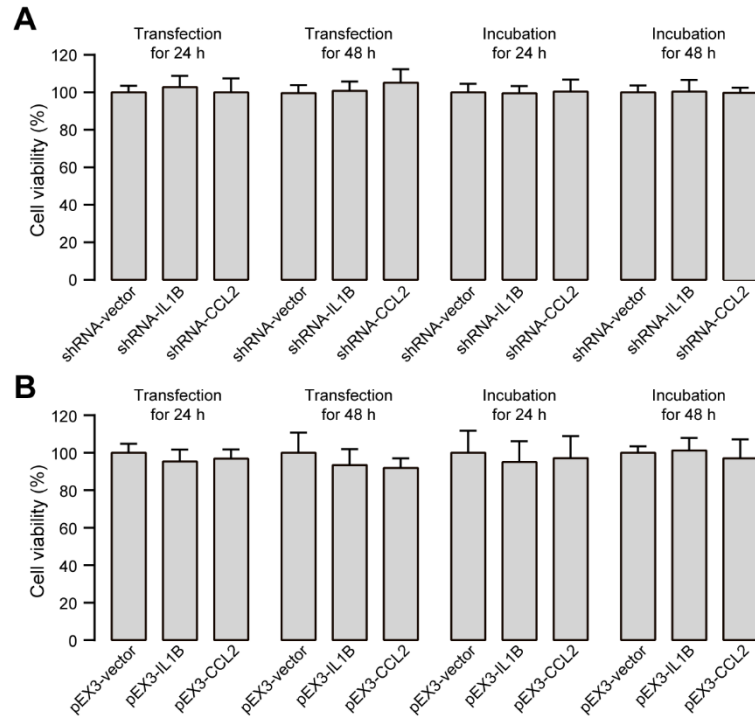 A
Transfection for 24 h
Transfection for 48 h
Incubation for 24 h
Incubation for 48 h
Cell viability (%)
120
100
80
60
40
20
0
shRNA-vector
shRNA-IL1B
shRNA-CCL2
shRNA-vector
shRNA-IL1B
shRNA-CCL2
shRNA-vector
shRNA-IL1B
shRNA-CCL2
shRNA-vector
shRNA-IL1B
shRNA-CCL2
B
Transfection for 24 h
Transfection for 48 h
Incubation for 24 h
Incubation for 48 h
Cell viability (%)
120
100
80
60
40
20
0
pEX3-vector
pEX3-IL1B
pEX3-CCL2
pEX3-vector
pEX3-IL1B
pEX3-CCL2
pEX3-vector
pEX3-IL1B
pEX3-CCL2
pEX3-vector
pEX3-IL1B
pEX3-CCL2